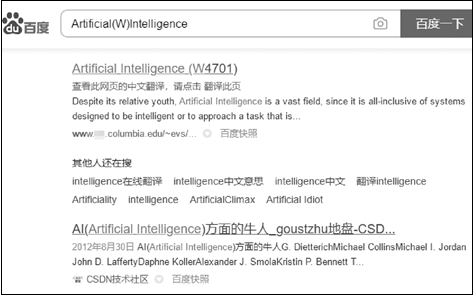 du百度 Artificial(W)Intelligence 百度一下
Artificial Intelligence (W4701)
查看此网页的中文翻译，请点击 翻译此页
Despite its relative youth, Artificial Intelligence is a vast field, since it is all-inclusive of systems
designed to be intelligent or to approach a task that is...
www. .columbia.edu/~evs/... 百度快照
其他人还在搜
intelligence在线翻译 intelligence中文意思 intelligence中文 翻译intelligence
Artificiality intelligence ArtificialClimax Artificial Idiot
AI(Artificial Intelligence)方面的牛人_goustzhu地盘-CSD...
2012年8月30日 AI(Artificial Intelligence)方面的牛人G. DietterichMichael CollinsMichael I. Jordan
John D. LaffertyDaphne KollerAlexander J. SmolaKristin P. Bennett T...
CSDN技术社区 百度快照